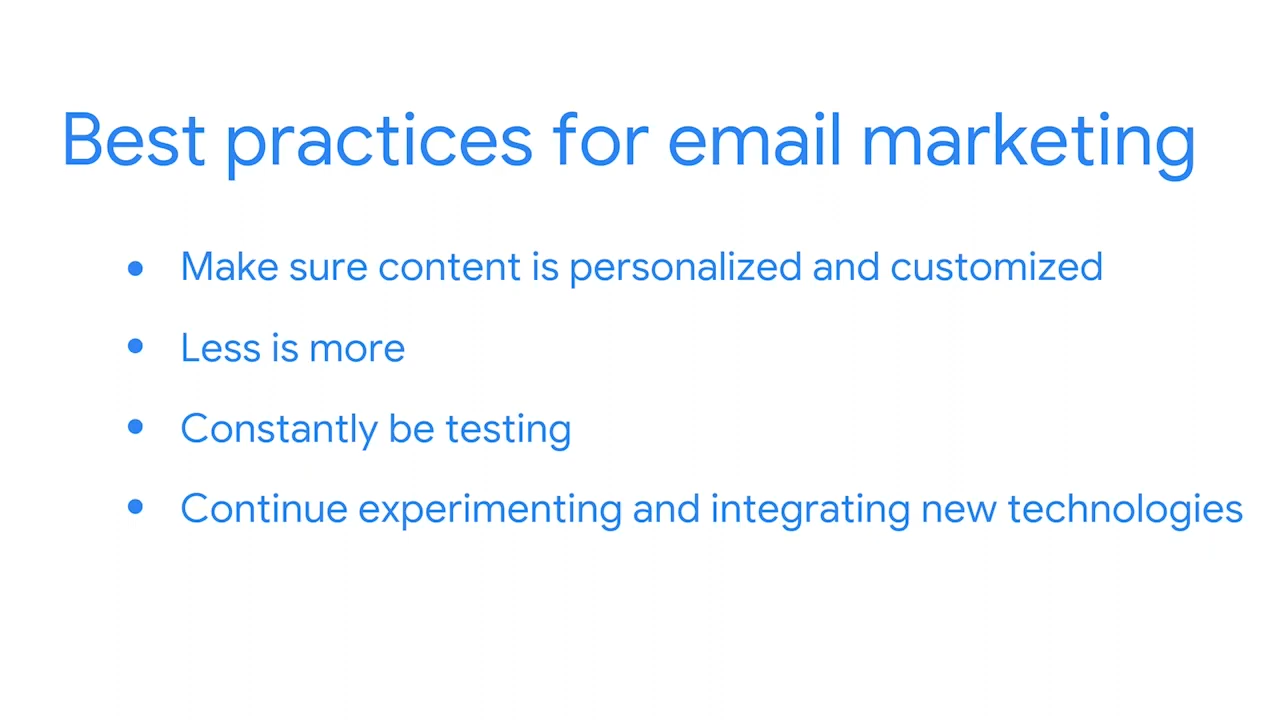 Best practices for email marketing
• Make sure content is personalized and customized
• Less is more
• Constantly be testing
• Continue experimenting and integrating new technologies